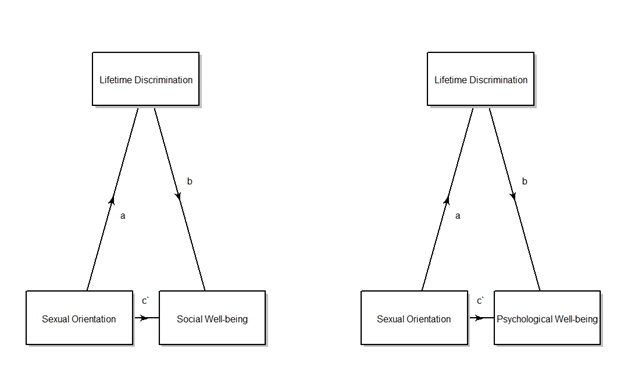 Lifetime Discrimination
b
a
c`
Sexual Orientation
Social Well-being
Lifetime Discrimination
b
a
c`
Sexual Orientation
Psychological Well-being